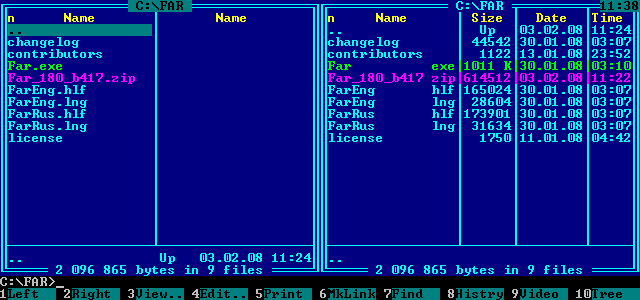 C:\FAR
n Name Name
..
changelog
contributors
Far.exe
Far_180_b417.zip
FarEng.hlf
FarEng.lng
FarRus.hlf
FarRus.lng
license
.. Up 03.02.08 11:24
2 096 865 bytes in 9 files
C:\FAR 11:38
n Name Size Date Time
.. Up 03.02.08 11:24
changelog 44542 30.01.08 03:07
contributors 1122 13.01.08 23:52
Far exe 1011 K 30.01.08 03:10
Far_180_b417 zip 614512 03.02.08 11:22
FarEng hlf 165024 30.01.08 03:07
FarEng lng 28604 30.01.08 03:07
FarRus hlf 173901 30.01.08 03:07
FarRus lng 31634 30.01.08 03:07
license 1750 11.01.08 04:42
..
2 096 865 bytes in 9 files
C:\FAR>_
1Left 2Right 3View.. 4Edit.. 5Print 6MkLink 7Find 8Histry 9Video 10Tree